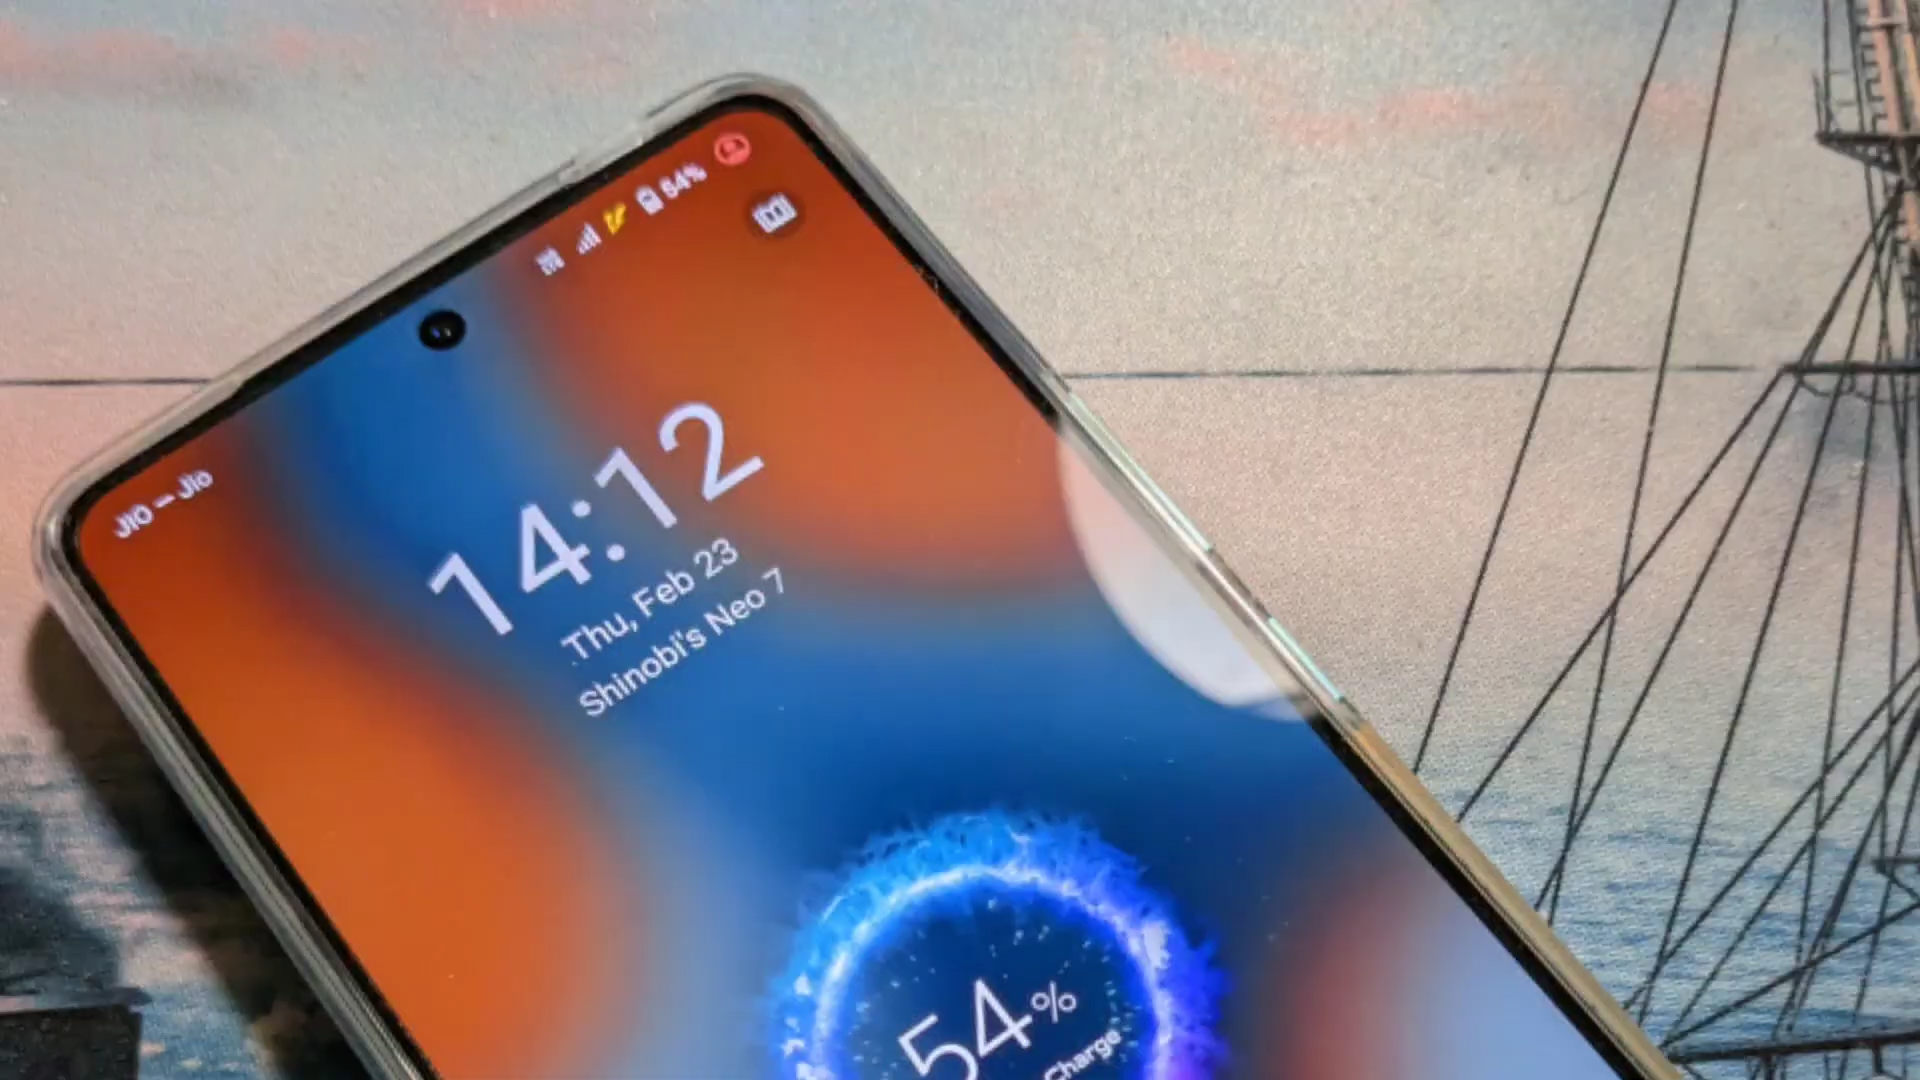 JIO — Jio
54%
14:12
Thu, Feb 23
Shinobi's Neo 7
54%
Charge